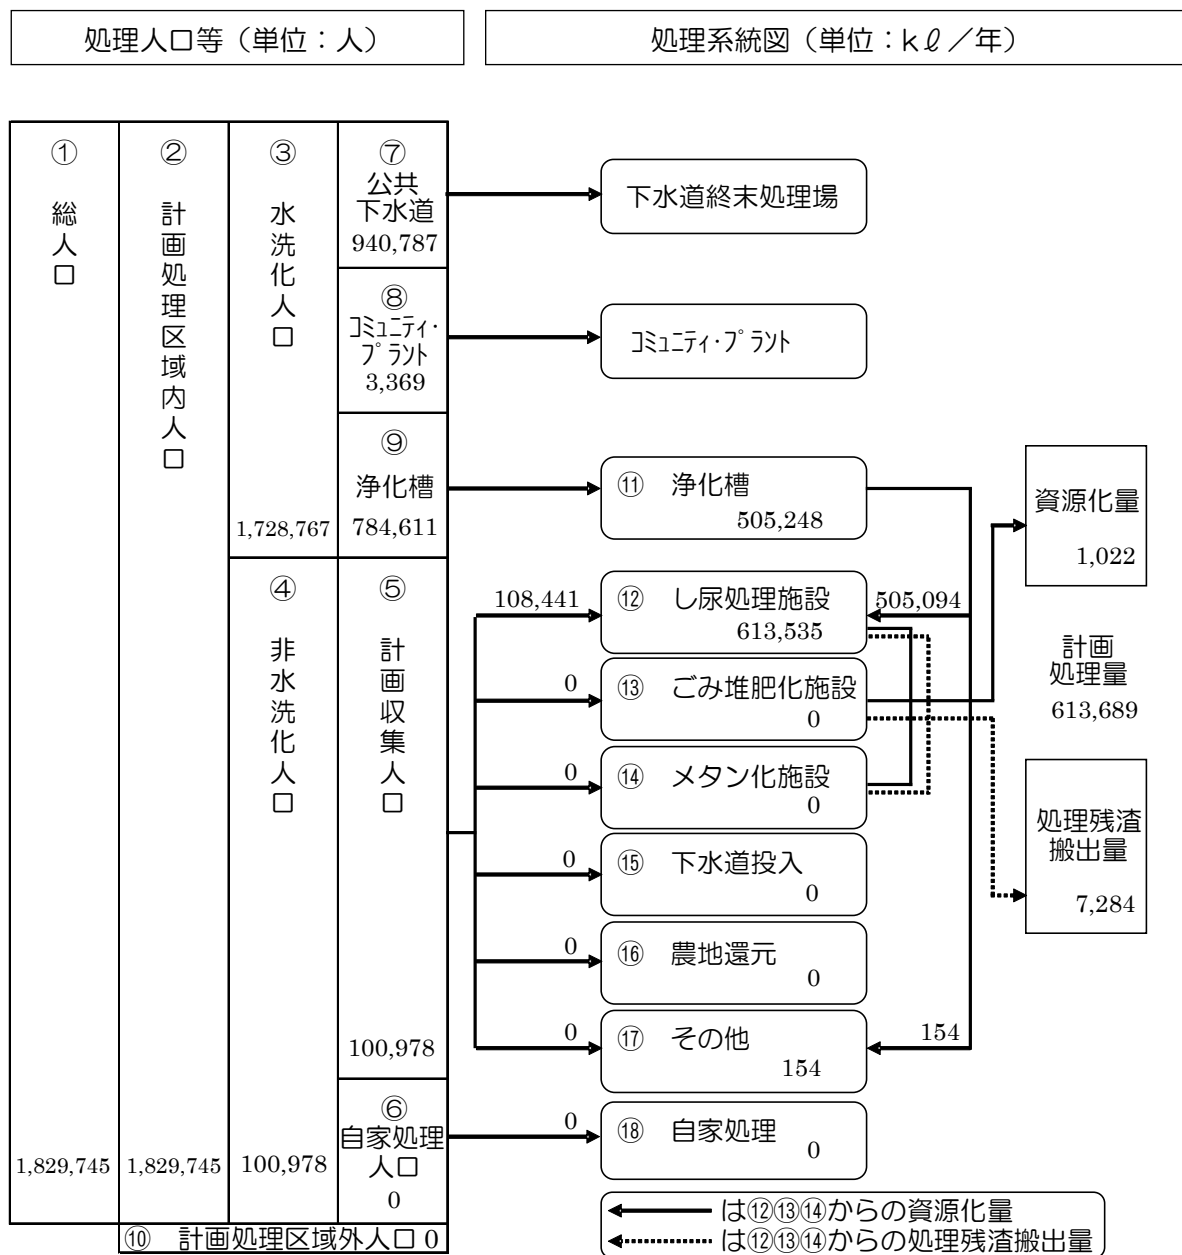 処理人口等（単位：人）
処理系統図（単位：kℓ／年）
① 総人口
1,829,745
② 計画処理区域内人口
1,829,745
③ 水洗化人口
1,728,767
④ 非水洗化人口
100,978
⑦
公共
下水道
940,787
⑧
コミュニティ・
プラント
3,369
⑨
浄化槽
784,611
⑤ 計画収集人口
100,978
⑥
自家処理
人口
0
⑩ 計画処理区域外人口 0
下水道終末処理場
コミュニティ・プラント
⑪ 浄化槽
505,248
108,441
⑫ し尿処理施設
613,535
505,094
0
⑬ ごみ堆肥化施設
0
0
⑭ メタン化施設
0
0
⑮ 下水道投入
0
0
⑯ 農地還元
0
0
⑰ その他
154
154
0
⑱ 自家処理
0
資源化量
1,022
計画
処理量
613,689
処理残渣
搬出量
7,284
は⑫⑬⑭からの資源化量
は⑫⑬⑭からの処理残渣搬出量